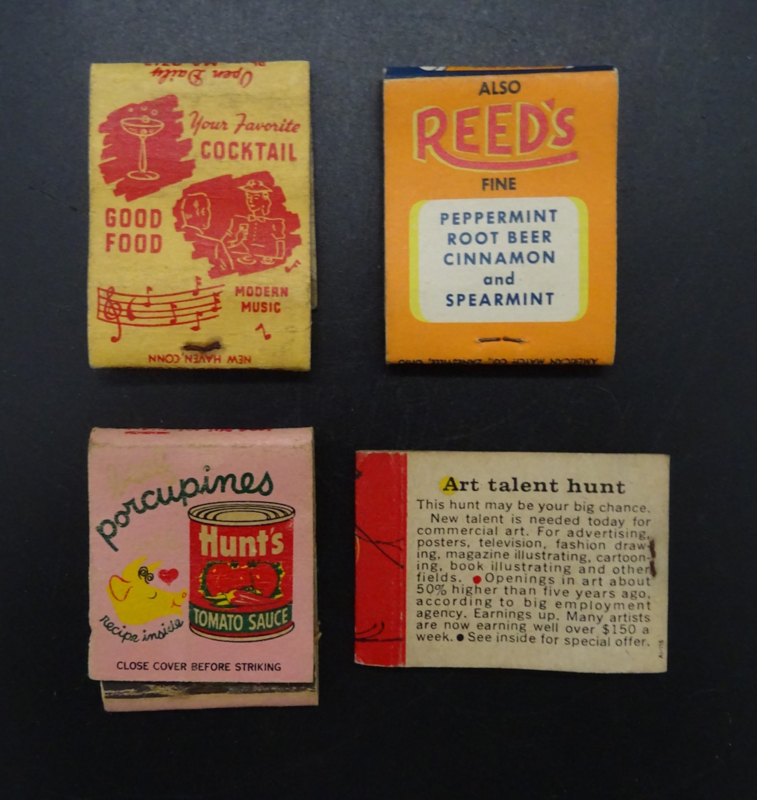 Open Daily
Your Favorite
COCKTAIL
GOOD
FOOD
MODERN
MUSIC
NEW HAVEN, CONN
ALSO
REED'S
FINE
PEPPERMINT
ROOT BEER
CINNAMON
and
SPEARMINT
AMERICAN MATCH CO., ZANESVILLE, OHIO
porcupines
Hunt's
TOMATO SAUCE
recipe inside
CLOSE COVER BEFORE STRIKING
Art talent hunt
This hunt may be your big chance.
New talent is needed today for
commercial art. For advertising,
posters, television, fashion draw-
ing, magazine illustrating, cartoon-
ing, book illustrating and other
fields. ● Openings in art about
50% higher than five years ago,
according to big employment
agency. Earnings up. Many artists
are now earning well over $150 a
week. ● See inside for special offer.